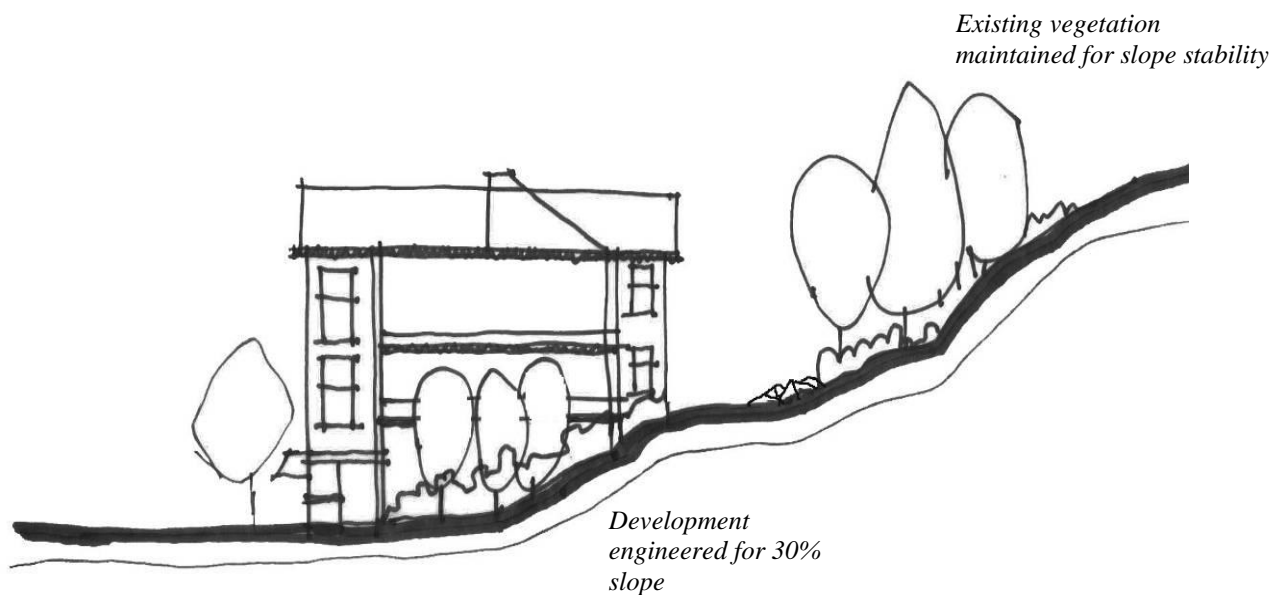 Existing vegetation
maintained for slope stability
Development
engineered for 30%
slope